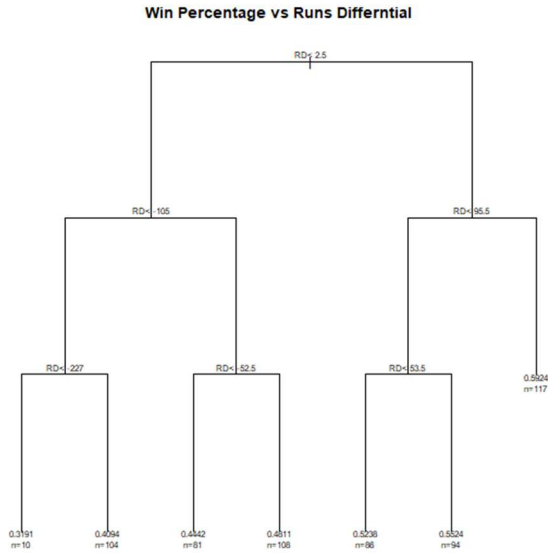 Win Percentage vs Runs Differntial
RD< 2.5
RD<-105
RD<95.5
RD<-227
RD<-52.5
RD<53.5
0.5924
n=117
0.3191
n=10
0.4094
n=104
0.4442
n=81
0.4811
n=108
0.5238
n=86
0.5524
n=94